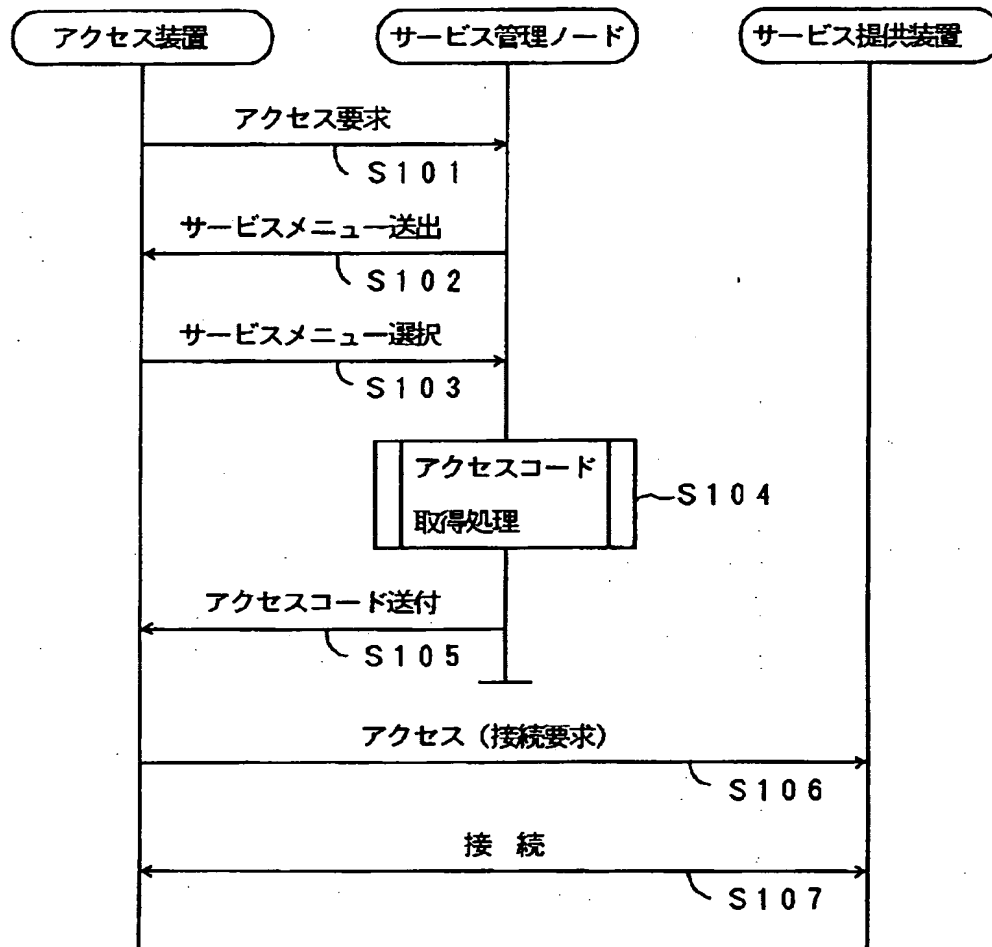 アクセス装置
サービス管理ノード
サービス提供装置
アクセス要求
S101
サービスメニュー送出
S102
サービスメニュー選択
S103
アクセスコード
取得処理
S104
アクセスコード送付
S105
アクセス（接続要求）
S106
接 続
S107